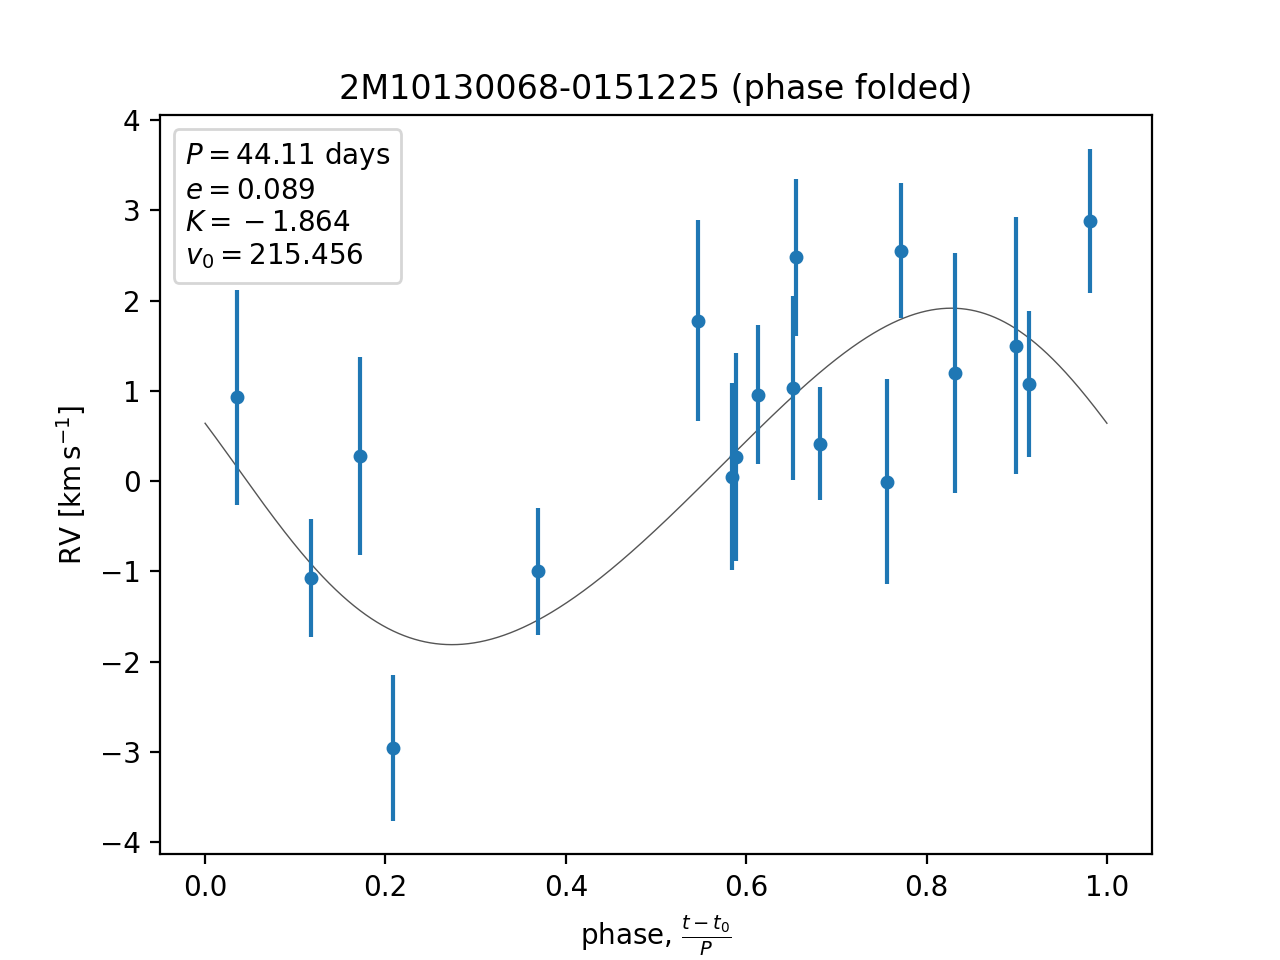 2M10130068-0151225 (phase folded)
P = 44.11 days
e = 0.089
K = −1.864
v₀ = 215.456
4
3
2
1
0
−1
−2
−3
−4
RV [km s⁻¹]
0.0 0.2 0.4 0.6 0.8 1.0
phase, (t − t₀)/P